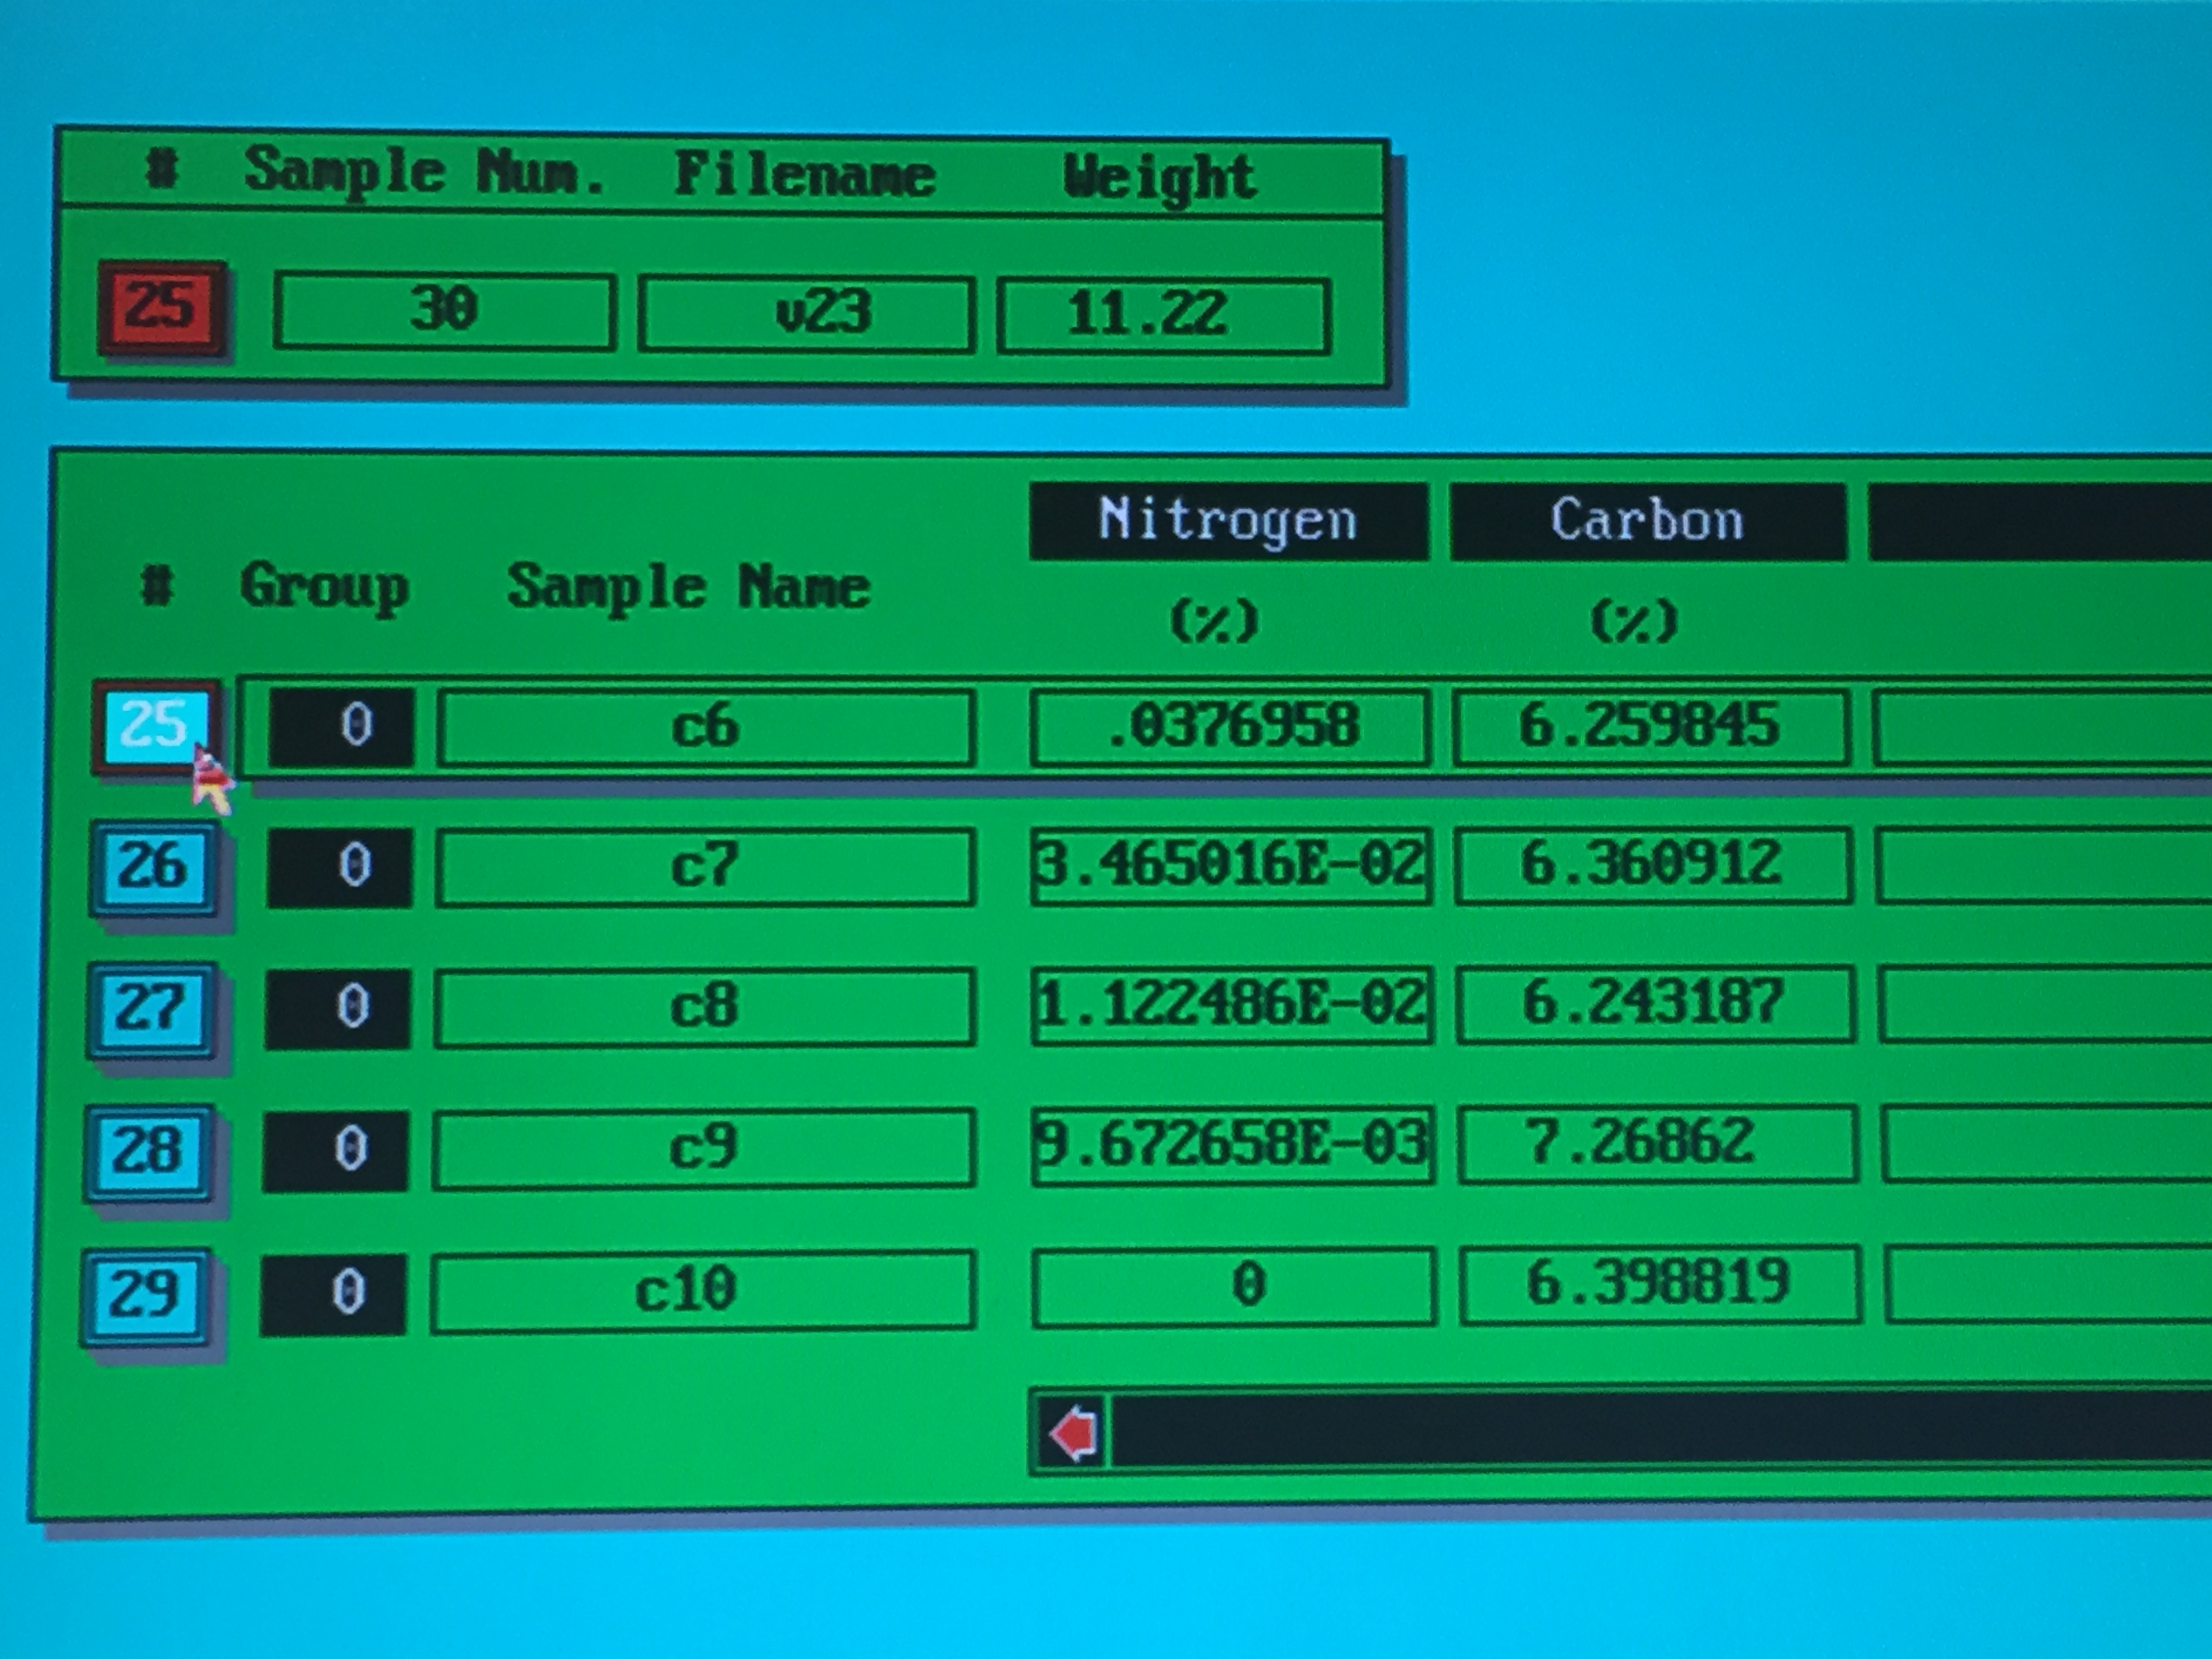 # Sample Num. Filename Weight
25 30 v23 11.22
Nitrogen Carbon
# Group Sample Name (%) (%)
25 0 c6 .0376958 6.259845
26 0 c7 3.465016E-02 6.360912
27 0 c8 1.122486E-02 6.243187
28 0 c9 9.672658E-03 7.26862
29 0 c10 0 6.398819